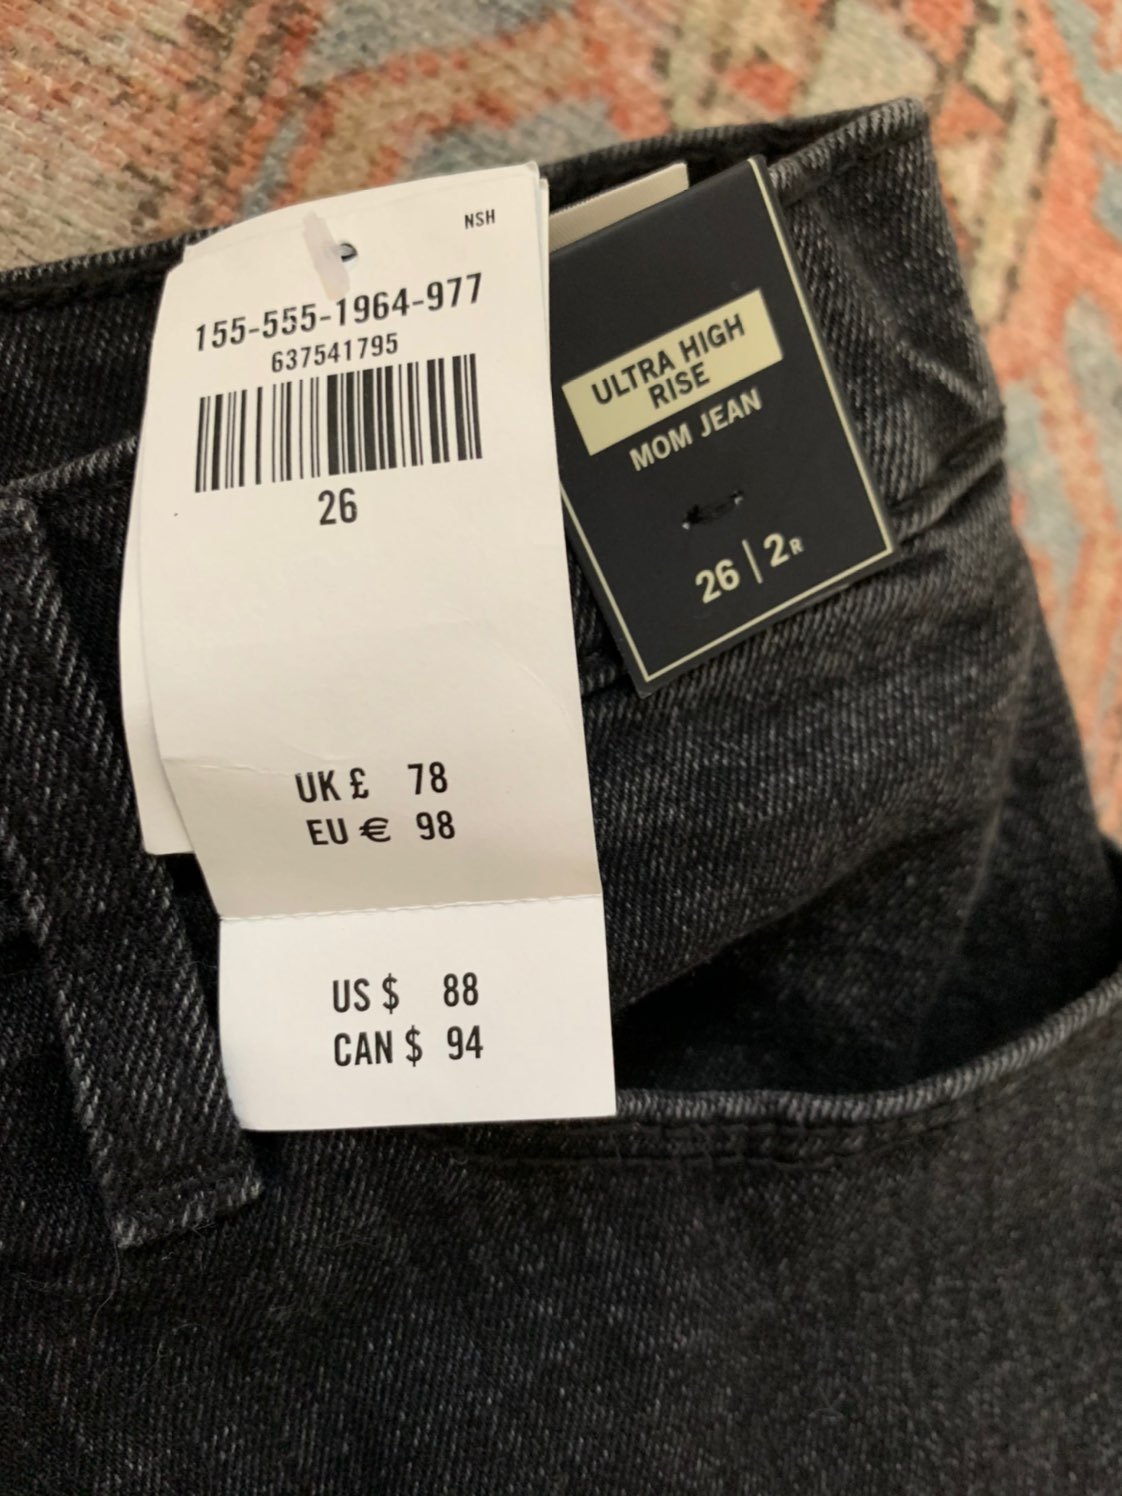 NSH
155-555-1964-977
637541795
26
UK £ 78
EU € 98
US $ 88
CAN $ 94
ULTRA HIGH
RISE
MOM JEAN
26 | 2R